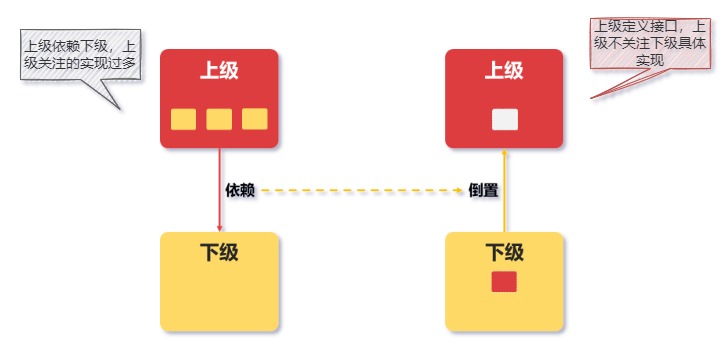 上级依赖下级，上
级关注的实现过多
上级
依赖
下级
上级定义接口，上
级不关注下级具体
实现
上级
倒置
下级